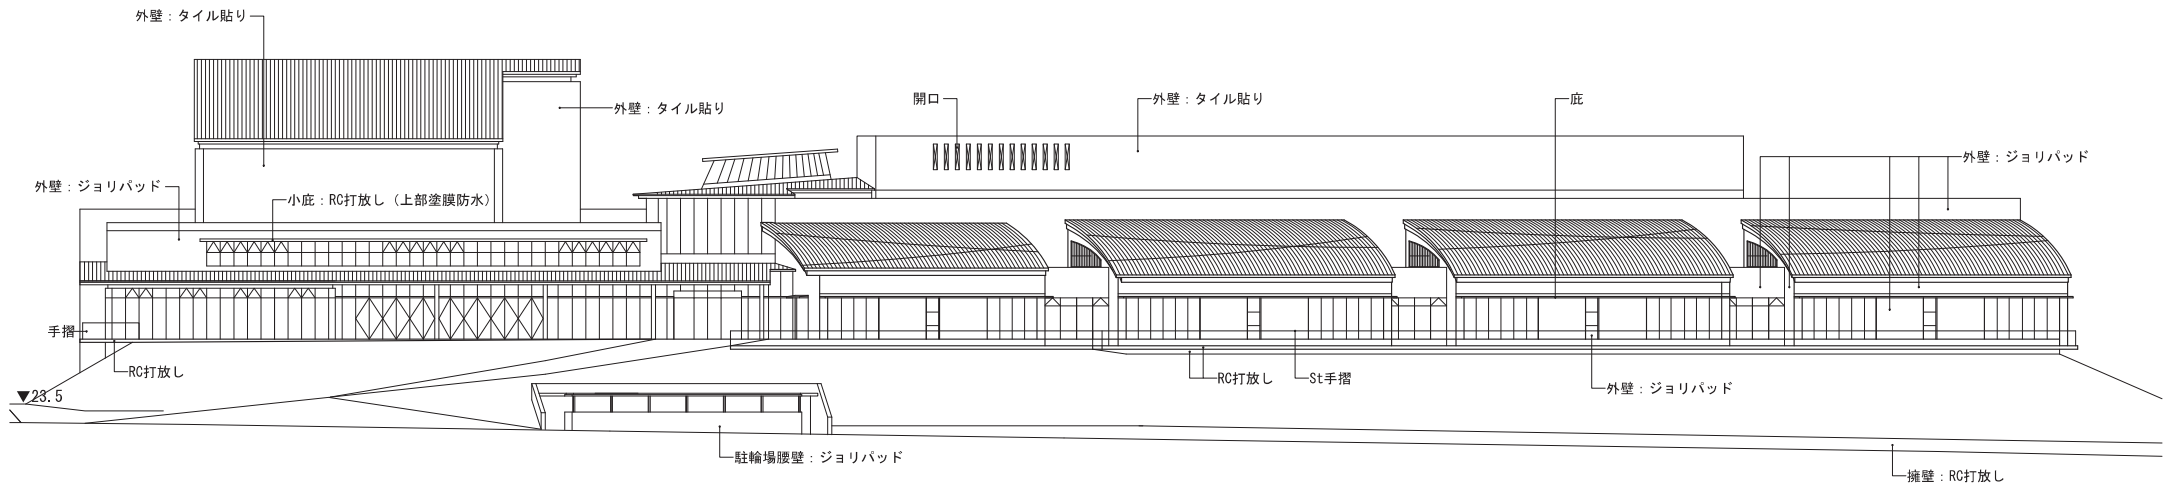 外壁：タイル貼り
外壁：タイル貼り
開口
外壁：タイル貼り
庇
外壁：ジョリパッド
外壁：ジョリパッド
小庇：RC打放し（上部塗膜防水）
手摺
RC打放し
▼23.5
RC打放し
St手摺
外壁：ジョリパッド
駐輪場腰壁：ジョリパッド
擁壁：RC打放し